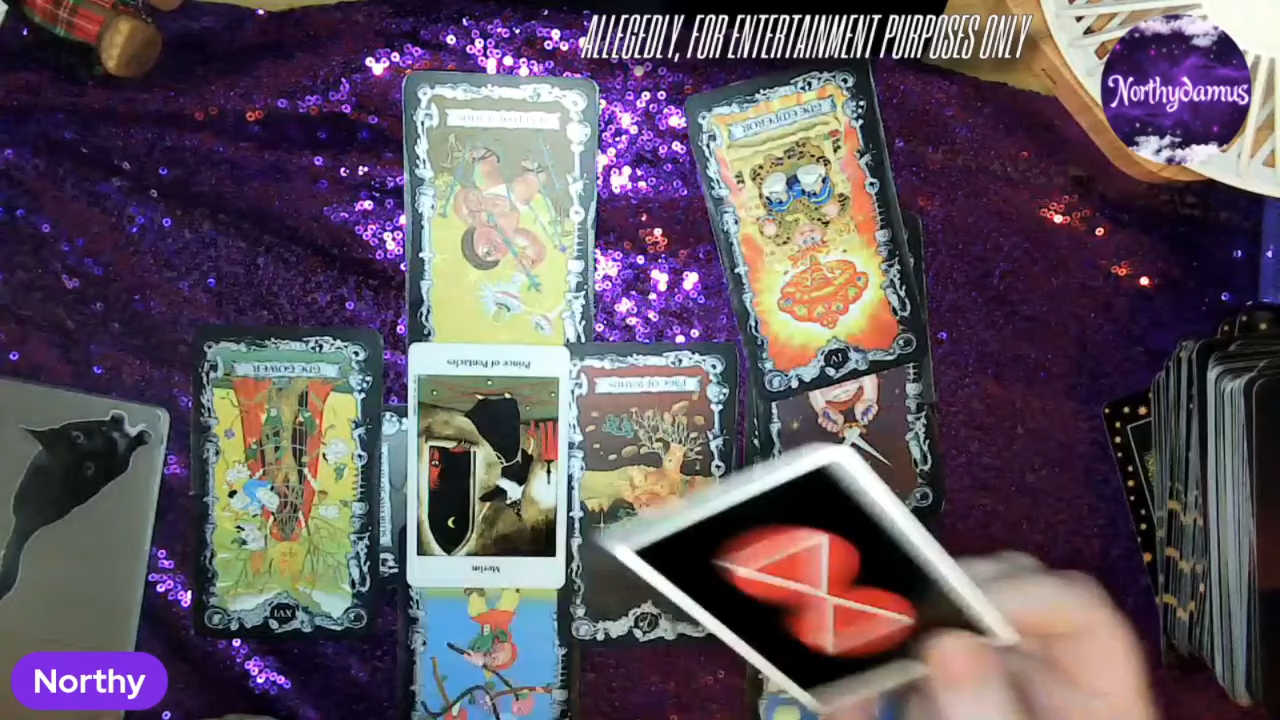 ALLEGEDLY, FOR ENTERTAINMENT PURPOSES ONLY
Northydamus
THE EMPEROR
IV
Prince of Pentacles
PAGE OF WANDS
THE TOWER
Merlin
XVI
Northy